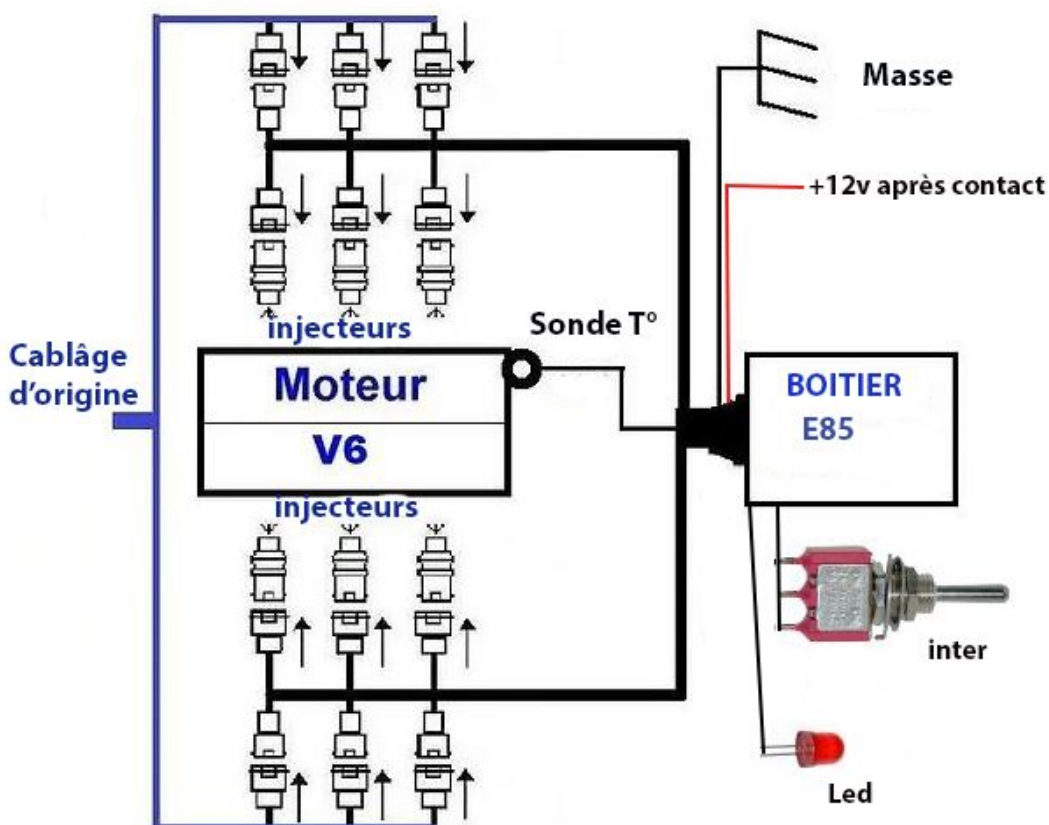 Masse
+12v après contact
injecteurs
Sonde T°
Cablâge
d'origine
Moteur
V6
BOITIER
E85
injecteurs
inter
Led